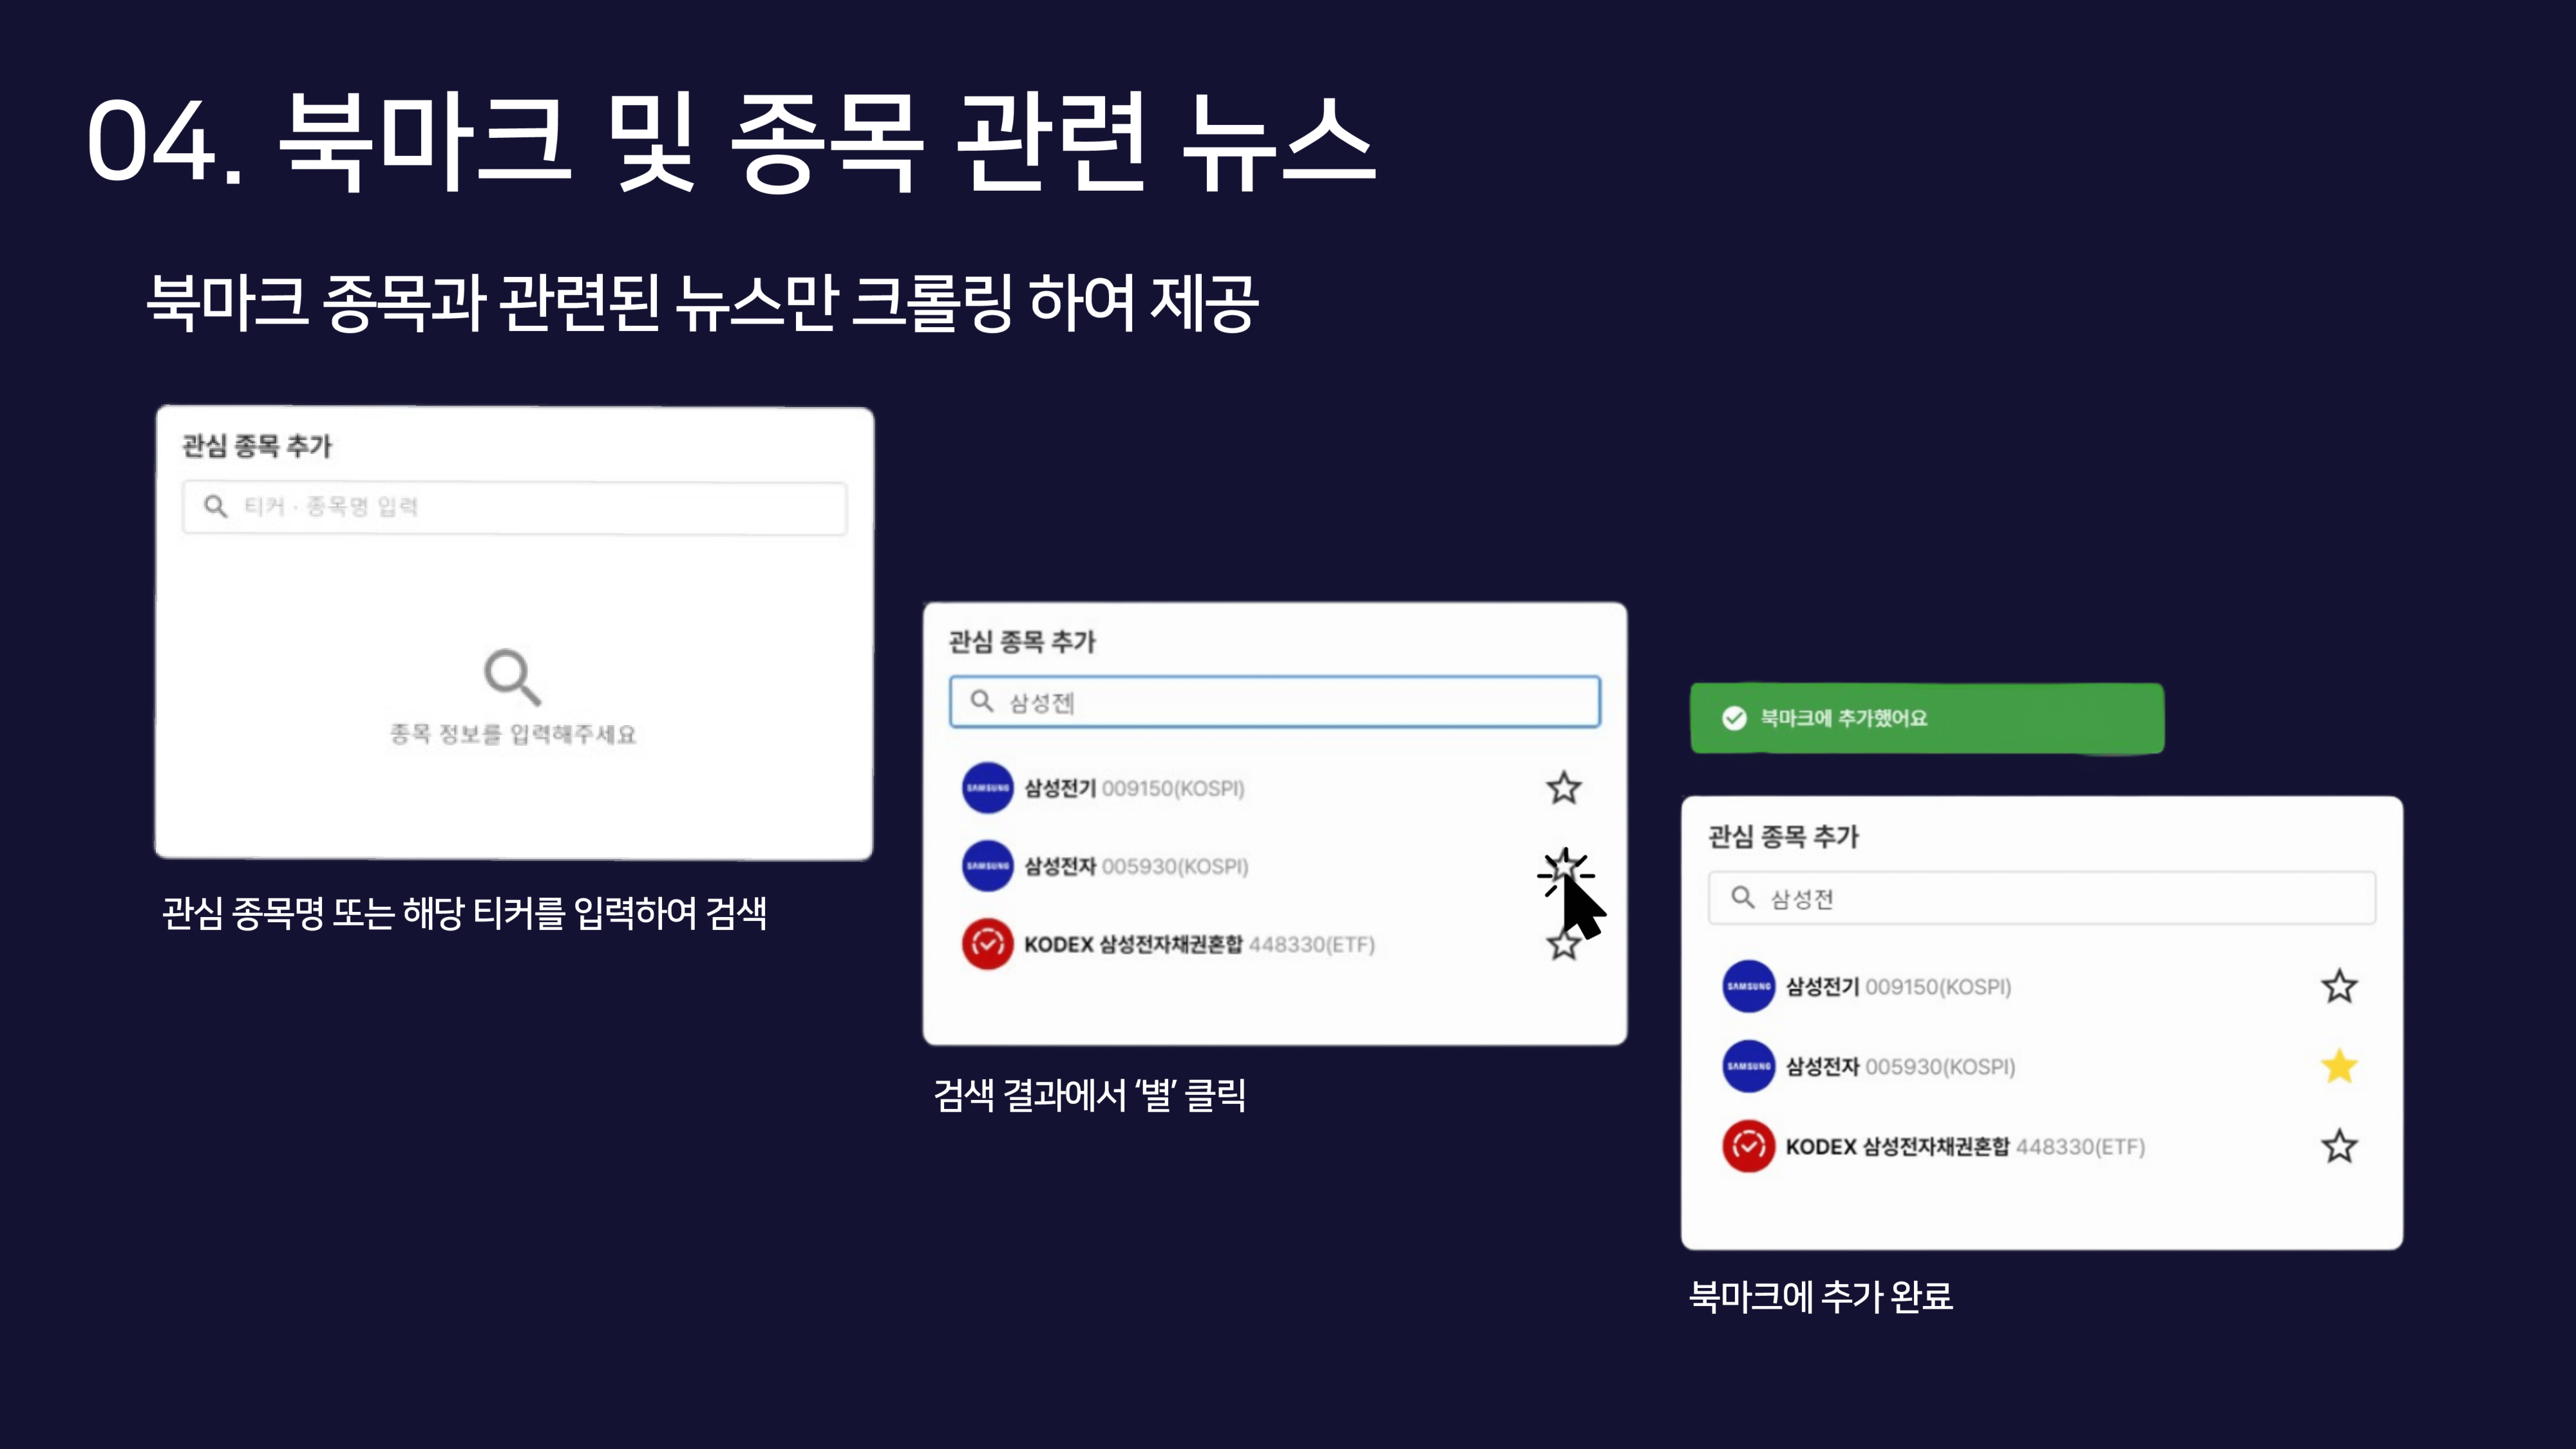 04. 북마크 및 종목 관련 뉴스
북마크 종목과 관련된 뉴스만 크롤링 하여 제공
관심 종목 추가
티커 · 종목명 입력
종목 정보를 입력해주세요
관심 종목명 또는 해당 티커를 입력하여 검색
관심 종목 추가
삼성전
SAMSUNG 삼성전기 009150(KOSPI)
SAMSUNG 삼성전자 005930(KOSPI)
KODEX 삼성전자채권혼합 448330(ETF)
검색 결과에서 ‘별’ 클릭
북마크에 추가했어요
관심 종목 추가
삼성전
SAMSUNG 삼성전기 009150(KOSPI)
SAMSUNG 삼성전자 005930(KOSPI)
KODEX 삼성전자채권혼합 448330(ETF)
북마크에 추가 완료